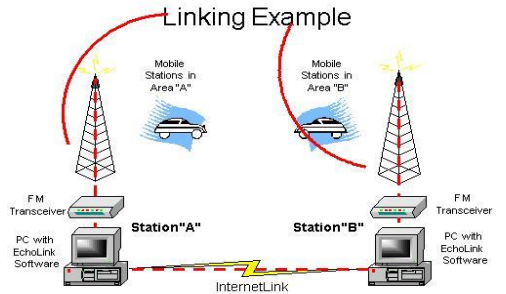 Linking Example
Mobile
Stations in
Area "A"
Mobile
Stations in
Area "B"
FM
Transceiver
FM
Transceiver
Station"A"
Station"B"
PC with
EchoLink
Software
PC with
EchoLink
Software
InternetLink